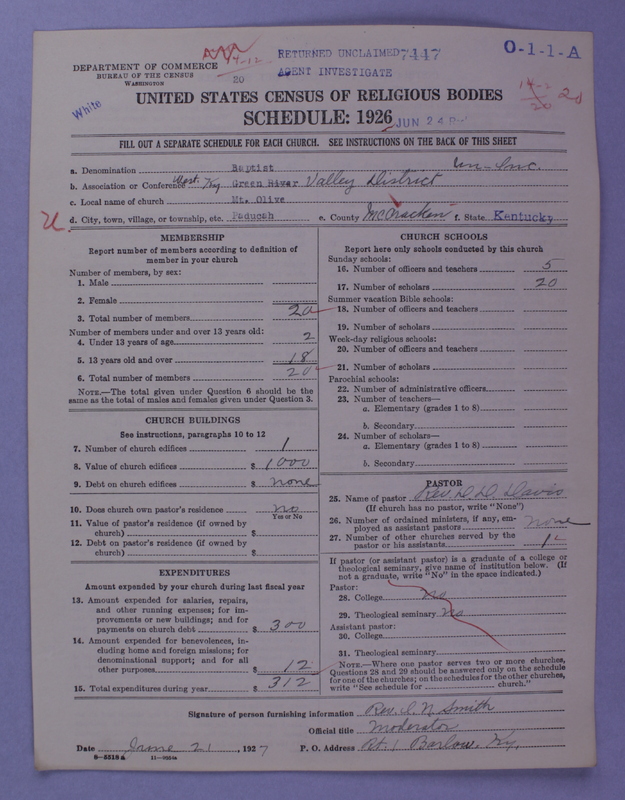 RETURNED UNCLAIMED 7447
O-1-1-A
DEPARTMENT OF COMMERCE
BUREAU OF THE CENSUS
WASHINGTON
14-12
20
AGENT INVESTIGATE
White
UNITED STATES CENSUS OF RELIGIOUS BODIES
14-2
20
20
SCHEDULE: 1926
JUN 24
FILL OUT A SEPARATE SCHEDULE FOR EACH CHURCH. SEE INSTRUCTIONS ON THE BACK OF THIS SHEET
a. Denomination Baptist Un-Inc.
b. Association or Conference West. Ky Green River Valley District
c. Local name of church Mt. Olive
U
d. City, town, village, or township, etc. Paducah e. County McCracken f. State Kentucky
MEMBERSHIP
Report number of members according to definition of
member in your church
Number of members, by sex:
1. Male
2. Female
3. Total number of members 20
Number of members under and over 13 years old:
4. Under 13 years of age 2
5. 13 years old and over 18
6. Total number of members 20
NOTE.—The total given under Question 6 should be the
same as the total of males and females given under Question 3.
CHURCH BUILDINGS
See instructions, paragraphs 10 to 12
7. Number of church edifices 1
8. Value of church edifices $ 1000
9. Debt on church edifices $ none
10. Does church own pastor's residence no
Yes or No
11. Value of pastor's residence (if owned by
church) $
12. Debt on pastor's residence (if owned by
church) $
EXPENDITURES
Amount expended by your church during last fiscal year
13. Amount expended for salaries, repairs,
and other running expenses; for im-
provements or new buildings; and for
payments on church debt $ 300
14. Amount expended for benevolences, in-
cluding home and foreign missions; for
denominational support; and for all
other purposes $ 12
15. Total expenditures during year $ 312
CHURCH SCHOOLS
Report here only schools conducted by this church
Sunday schools:
16. Number of officers and teachers 5
17. Number of scholars 20
Summer vacation Bible schools:
18. Number of officers and teachers
19. Number of scholars
Week-day religious schools:
20. Number of officers and teachers
21. Number of scholars
Parochial schools:
22. Number of administrative officers
23. Number of teachers—
a. Elementary (grades 1 to 8)
b. Secondary
24. Number of scholars—
a. Elementary (grades 1 to 8)
b. Secondary
PASTOR
25. Name of pastor Rev. D. D. Davis
(If church has no pastor, write "None")
26. Number of ordained ministers, if any, em-
ployed as assistant pastors none
27. Number of other churches served by the
pastor or his assistants
If pastor (or assistant pastor) is a graduate of a college or
theological seminary, give name of institution below. (If
not a graduate, write "No" in the space indicated.)
Pastor:
28. College No
29. Theological seminary No
Assistant pastor:
30. College
31. Theological seminary
NOTE.—Where one pastor serves two or more churches,
Questions 28 and 29 should be answered only on the schedule
for one of the churches; on the schedules for the other churches,
write "See schedule for church."
Signature of person furnishing information Rev. I. N. Smith
Official title Moderator
Date June 21, 1927 P. O. Address Rt. 1 Barlow, Ky.
8—5318a